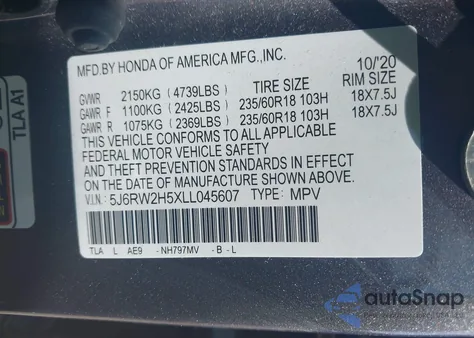 MFD.BY HONDA OF AMERICA MFG.,INC. 10/'20
GVWR 2150KG (4739LBS) TIRE SIZE RIM SIZE
GAWR F 1100KG (2425LBS) 235/60R18 103H 18X7.5J
GAWR R 1075KG (2369LBS) 235/60R18 103H 18X7.5J
THIS VEHICLE CONFORMS TO ALL APPLICABLE
FEDERAL MOTOR VEHICLE SAFETY
AND THEFT PREVENTION STANDARDS IN EFFECT
ON THE DATE OF MANUFACTURE SHOWN ABOVE.
V.I.N.: 5J6RW2H5XLL045607 TYPE: MPV
TLA L AE9 -NH797MV -B -L
TLA A1
autoSnap